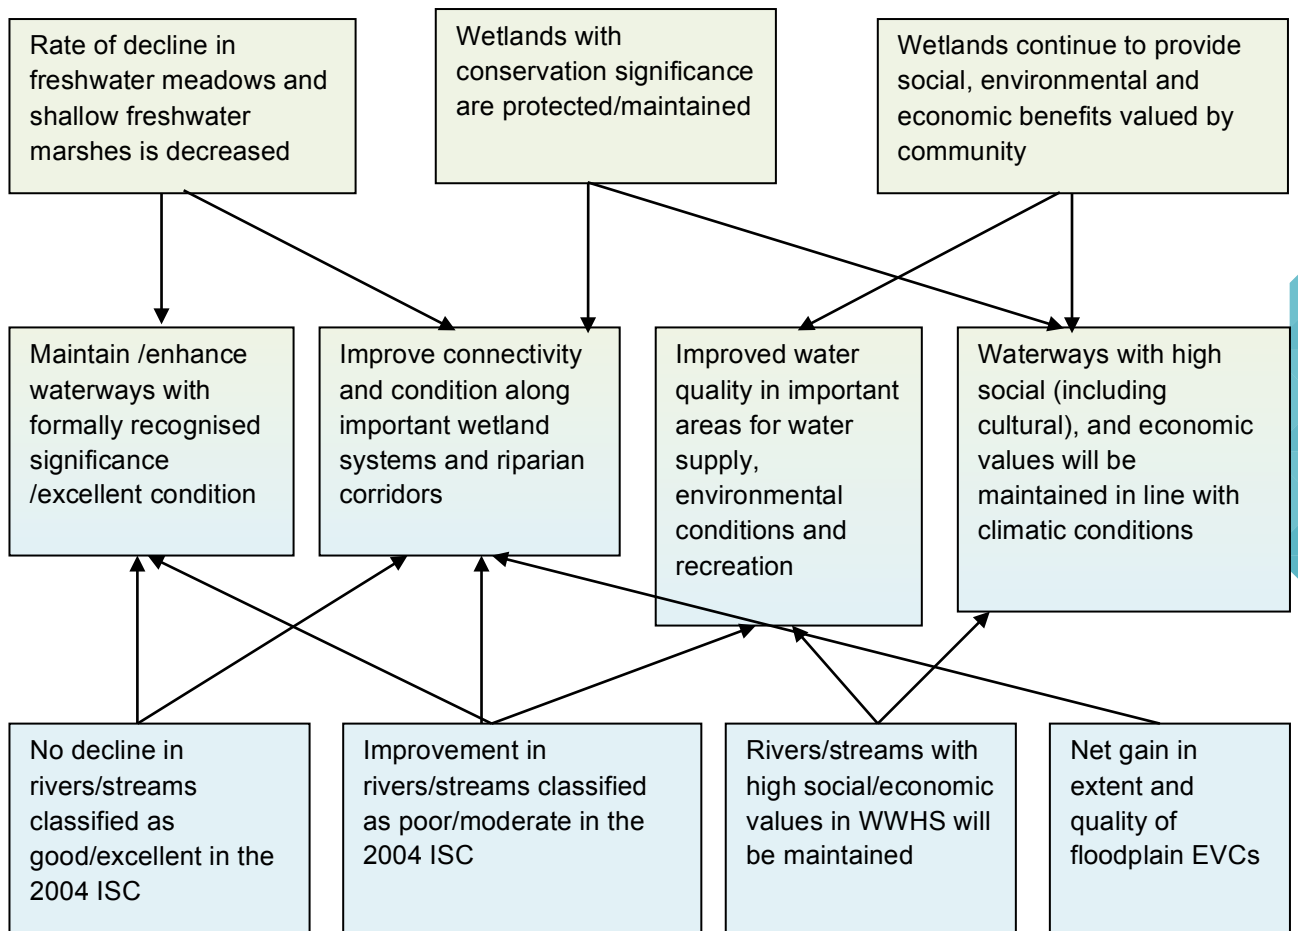 Rate of decline in
freshwater meadows and
shallow freshwater
marshes is decreased
Wetlands with
conservation significance
are protected/maintained
Wetlands continue to provide
social, environmental and
economic benefits valued by
community
Maintain /enhance
waterways with
formally recognised
significance
/excellent condition
Improve connectivity
and condition along
important wetland
systems and riparian
corridors
Improved water
quality in important
areas for water
supply,
environmental
conditions and
recreation
Waterways with high
social (including
cultural), and economic
values will be
maintained in line with
climatic conditions
No decline in
rivers/streams
classified as
good/excellent in the
2004 ISC
Improvement in
rivers/streams classified
as poor/moderate in the
2004 ISC
Rivers/streams with
high social/economic
values in WWHS will
be maintained
Net gain in
extent and
quality of
floodplain EVCs